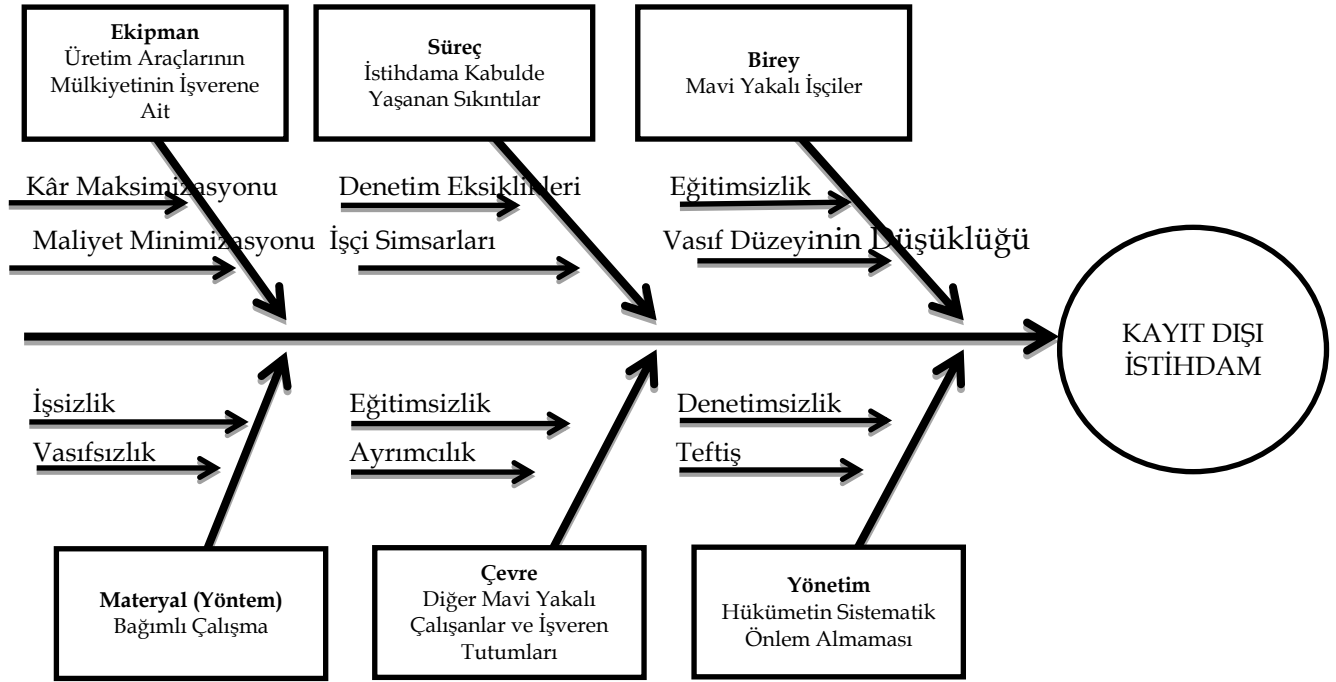 Ekipman
Üretim Araçlarının
Mülkiyetinin İşverene
Ait
Süreç
İstihdama Kabulde
Yaşanan Sıkıntılar
Birey
Mavi Yakalı İşçiler
Kâr Maksimizasyonu
Maliyet Minimizasyonu
Denetim Eksiklikleri
İşçi Simsarları
Eğitimsizlik
Vasıf Düzeyinin Düşüklüğü
KAYIT DIŞI
İSTİHDAM
İşsizlik
Vasıfsızlık
Eğitimsizlik
Ayrımcılık
Denetimsizlik
Teftiş
Materyal (Yöntem)
Bağımlı Çalışma
Çevre
Diğer Mavi Yakalı
Çalışanlar ve İşveren
Tutumları
Yönetim
Hükümetin Sistematik
Önlem Almaması